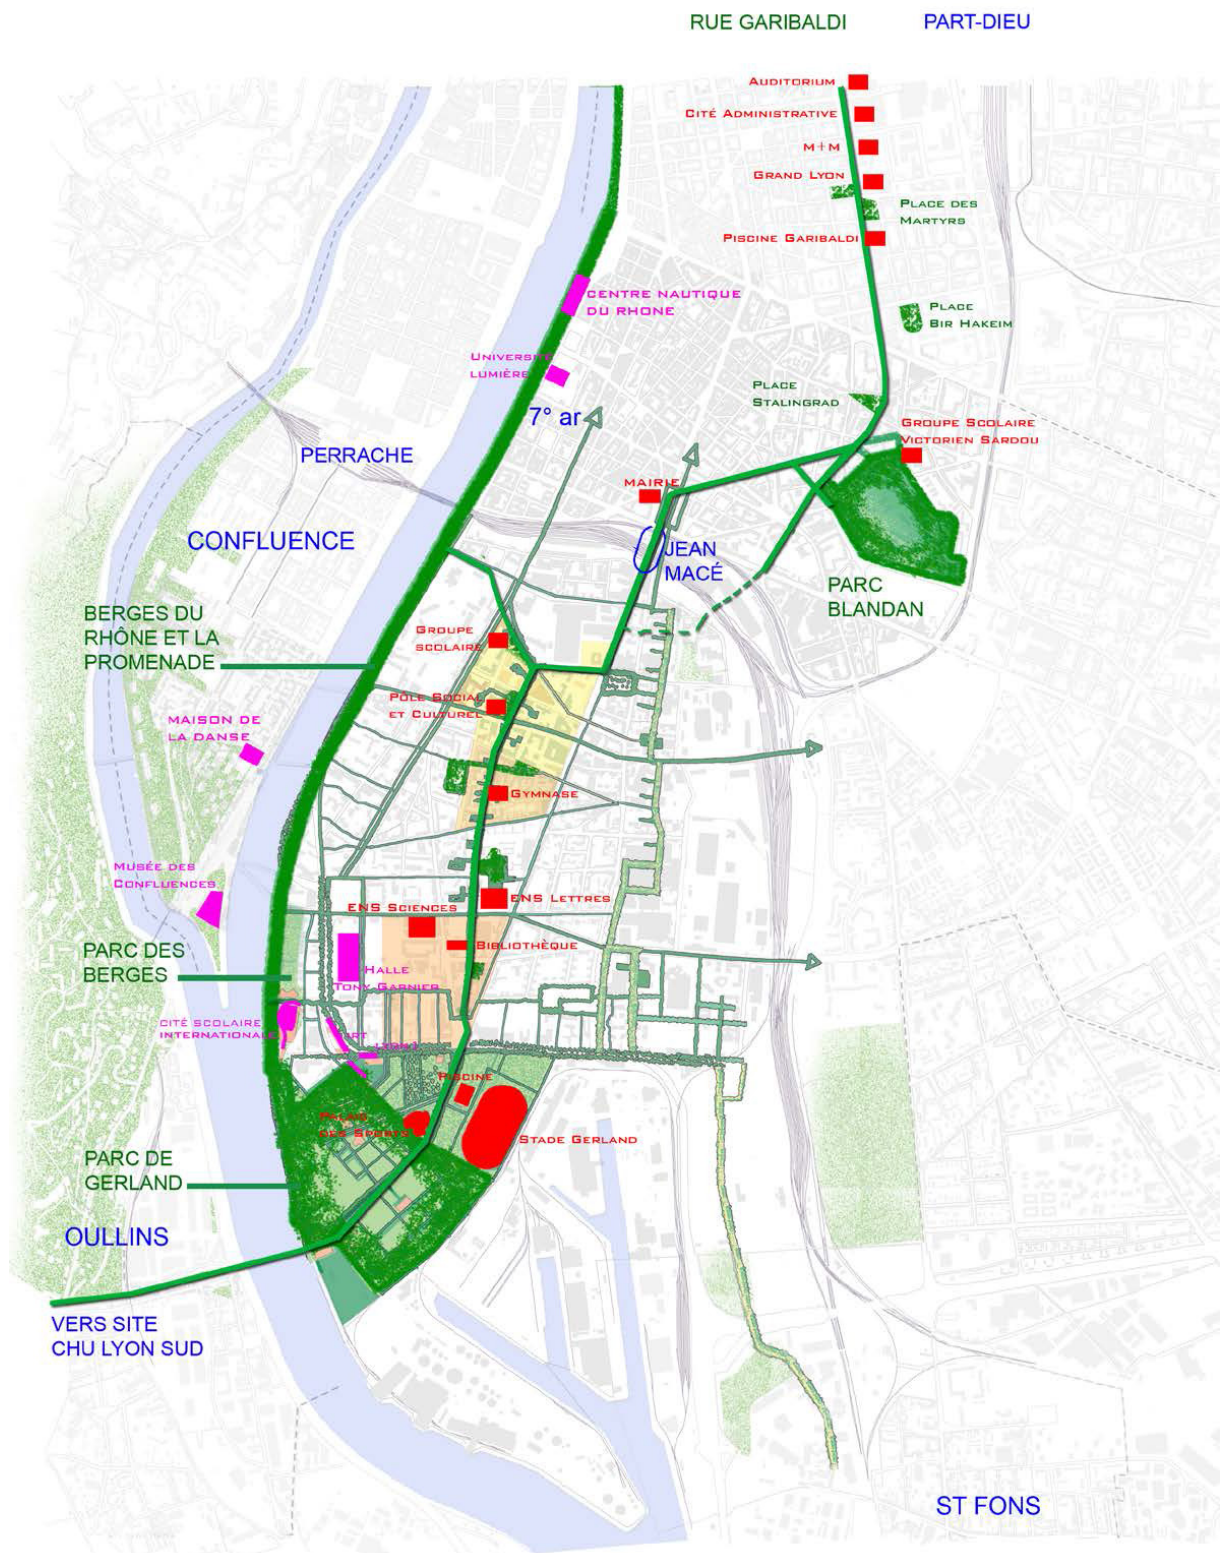 RUE GARIBALDI
PART-DIEU
AUDITORIUM
CITÉ ADMINISTRATIVE
M+M
GRAND LYON
PLACE DES
MARTYRS
PISCINE GARIBALDI
CENTRE NAUTIQUE
DU RHONE
PLACE
BIR HAKEIM
UNIVERSITÉ
LUMIÈRE
PLACE
STALINGRAD
7° ar
GROUPE SCOLAIRE
VICTORIEN SARDOU
PERRACHE
MAIRIE
CONFLUENCE
JEAN
MACÉ
PARC
BLANDAN
BERGES DU
RHÔNE ET LA
PROMENADE
GROUPE
SCOLAIRE
PÔLE SOCIAL
ET CULTUREL
MAISON DE
LA DANSE
GYMNASE
MUSÉE DES
CONFLUENCES
ENS LETTRES
ENS SCIENCES
BIBLIOTHÈQUE
PARC DES
BERGES
HALLE
TONY GARNIER
CITÉ SCOLAIRE
INTERNATIONALE
PISCINE
PALAIS
DES SPORTS
STADE GERLAND
PARC DE
GERLAND
OULLINS
VERS SITE
CHU LYON SUD
ST FONS